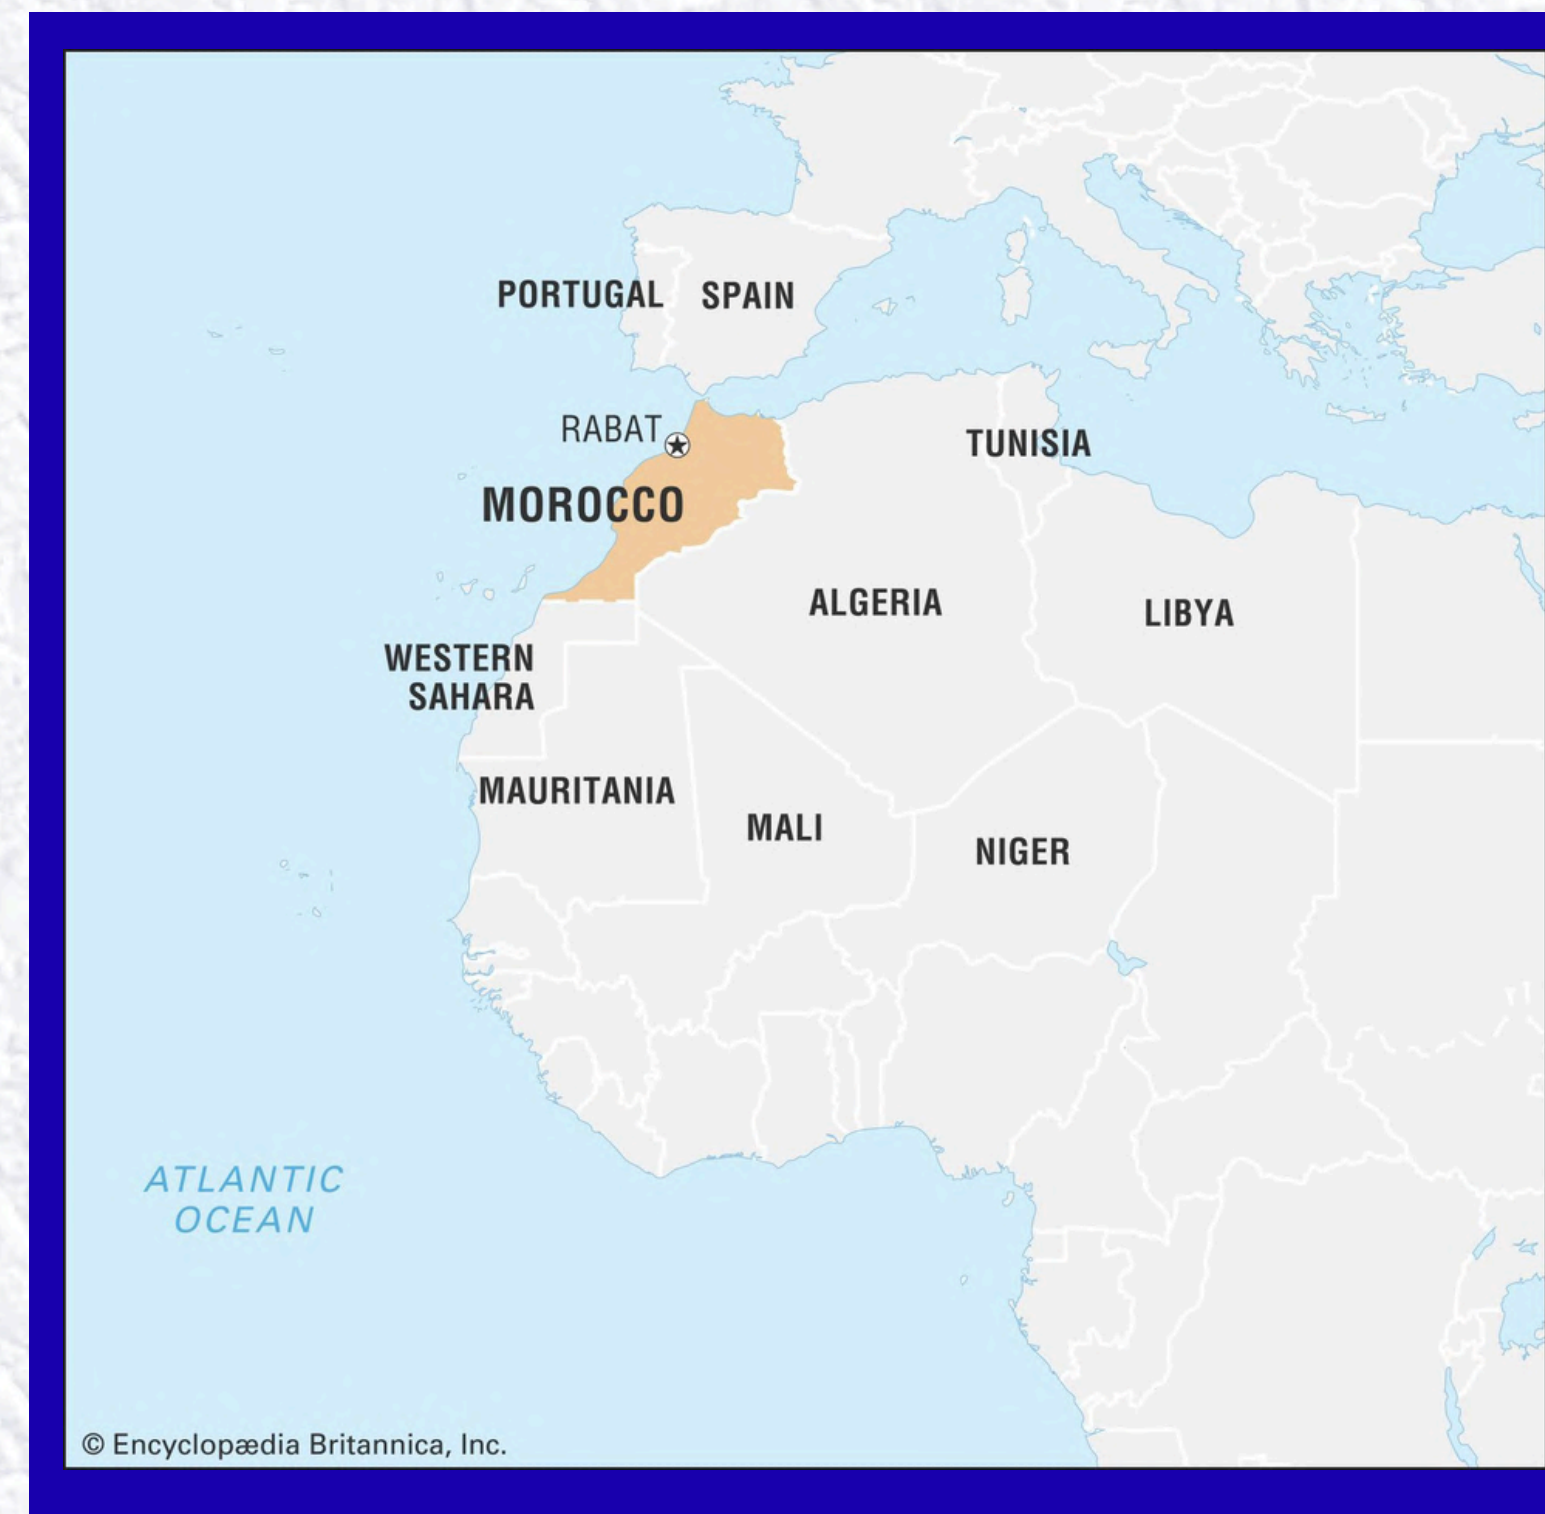 PORTUGAL
SPAIN
RABAT
TUNISIA
MOROCCO
ALGERIA
LIBYA
WESTERN
SAHARA
MAURITANIA
MALI
NIGER
ATLANTIC
OCEAN
© Encyclopædia Britannica, Inc.